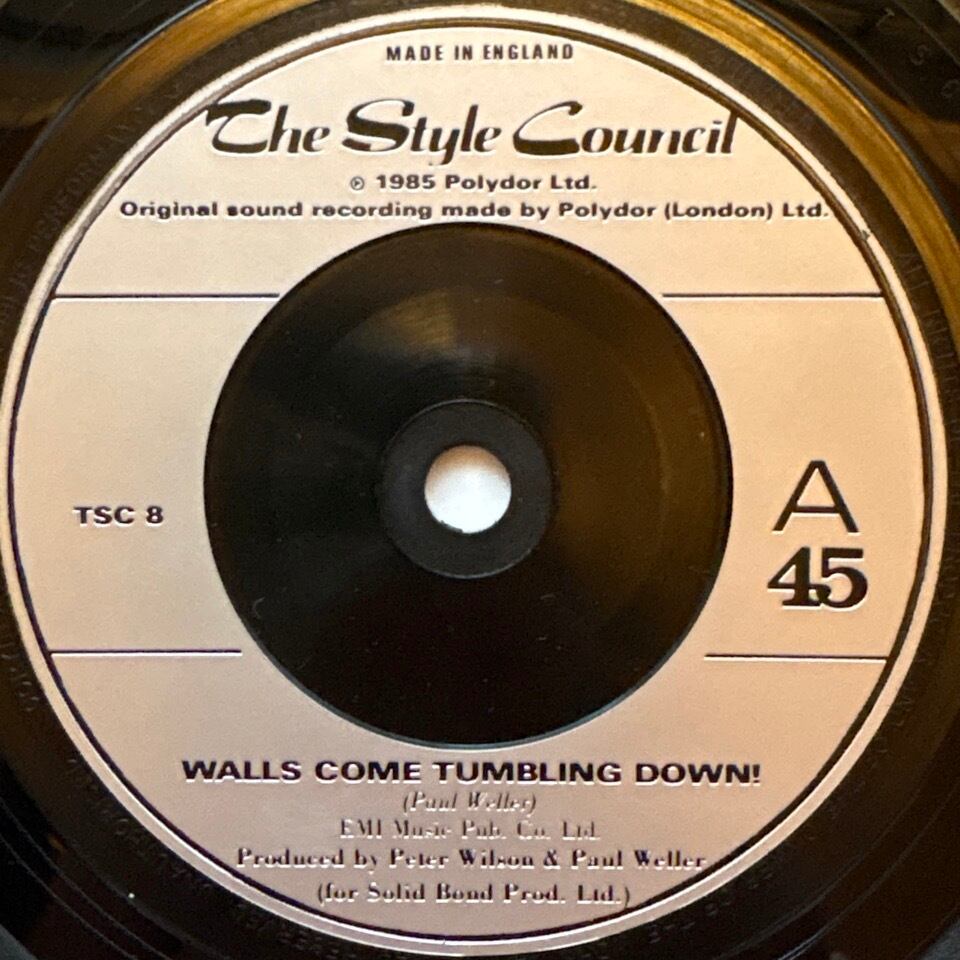 MADE IN ENGLAND
The Style Council
℗ 1985 Polydor Ltd.
Original sound recording made by Polydor (London) Ltd.
TSC 8
A
45
WALLS COME TUMBLING DOWN!
(Paul Weller)
EMI Music Pub. Co. Ltd.
Produced by Peter Wilson & Paul Weller
(for Solid Bond Prod. Ltd.)